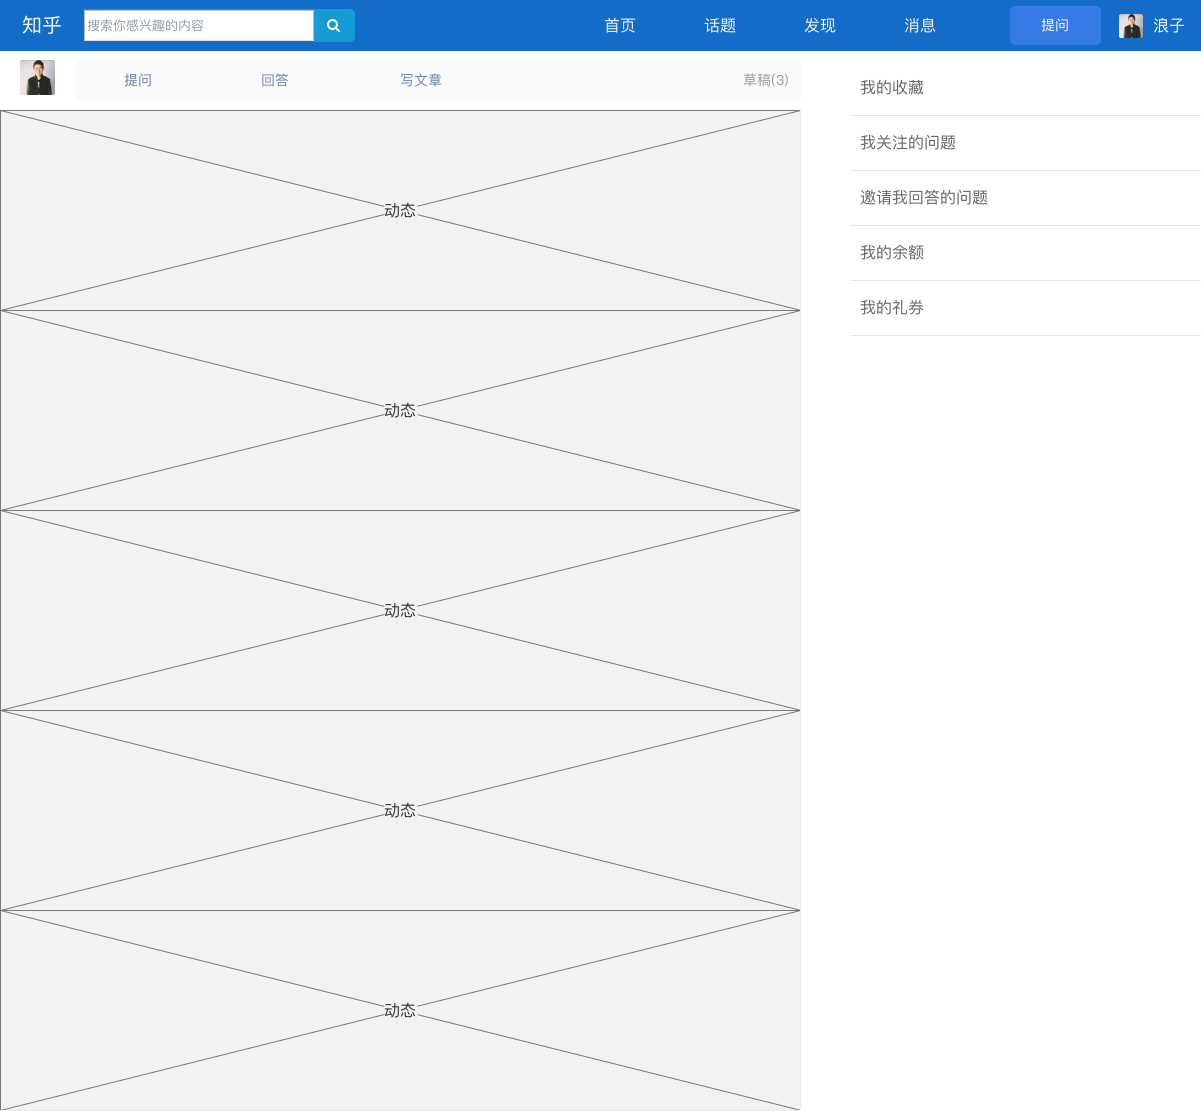 知乎 搜索你感兴趣的内容 首页 话题 发现 消息 提问 浪子
提问 回答 写文章 草稿(3)
动态
动态
动态
动态
动态
我的收藏
我关注的问题
邀请我回答的问题
我的余额
我的礼券